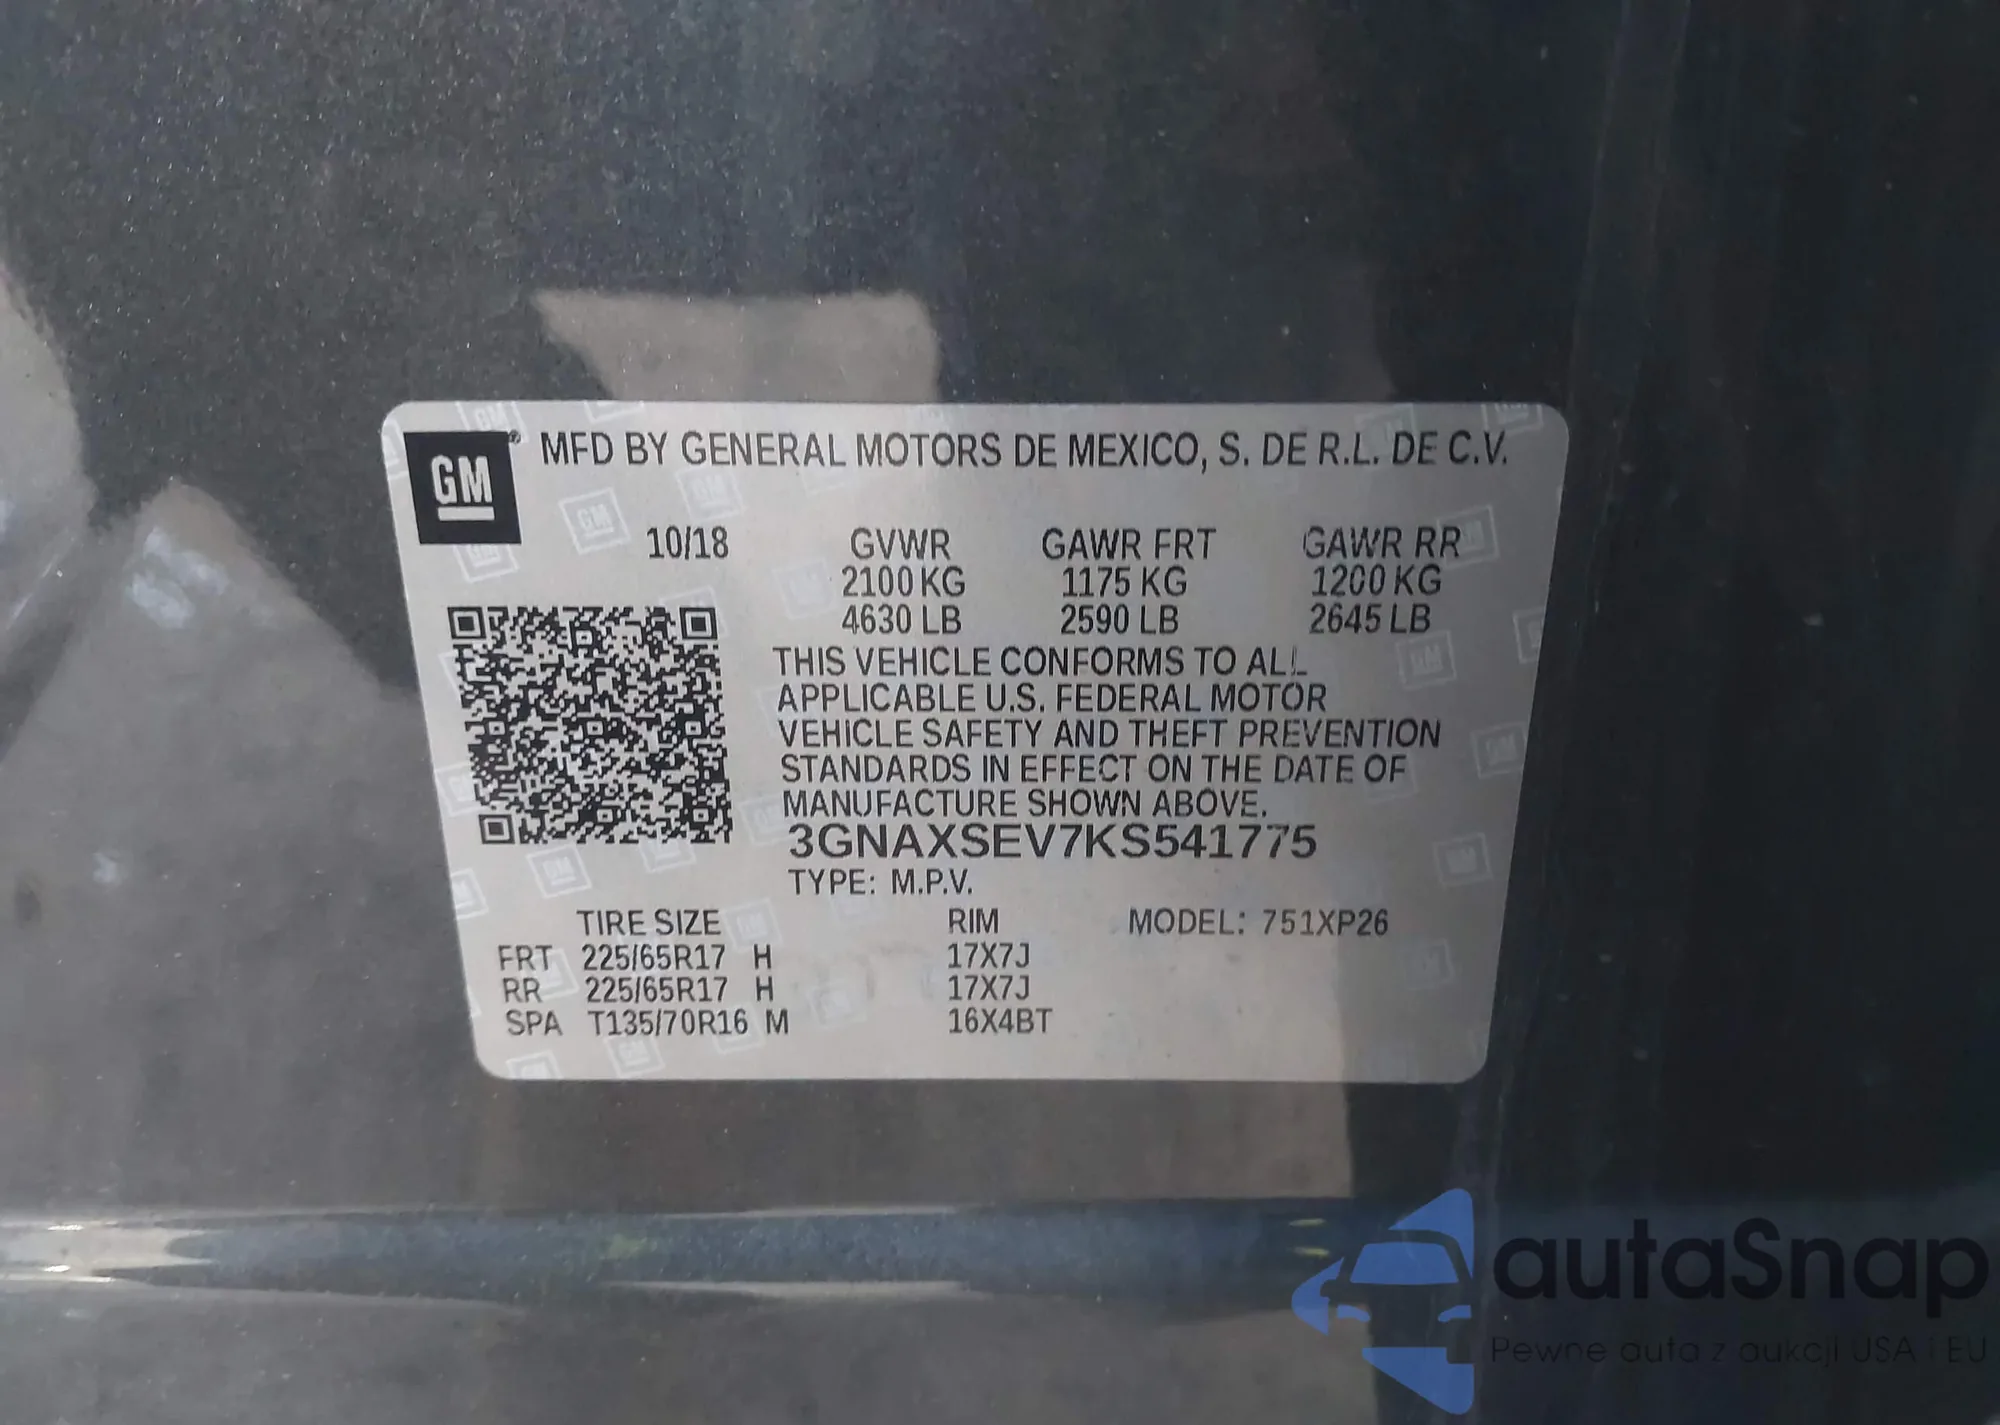 GM® MFD BY GENERAL MOTORS DE MEXICO, S. DE R.L. DE C.V.
10/18 GVWR GAWR FRT GAWR RR
2100 KG 1175 KG 1200 KG
4630 LB 2590 LB 2645 LB
THIS VEHICLE CONFORMS TO ALL
APPLICABLE U.S. FEDERAL MOTOR
VEHICLE SAFETY AND THEFT PREVENTION
STANDARDS IN EFFECT ON THE DATE OF
MANUFACTURE SHOWN ABOVE.
3GNAXSEV7KS541775
TYPE: M.P.V.
TIRE SIZE RIM MODEL: 751XP26
FRT 225/65R17 H 17X7J
RR 225/65R17 H 17X7J
SPA T135/70R16 M 16X4BT
autaSnap
Pewne auta z aukcji USA i EU